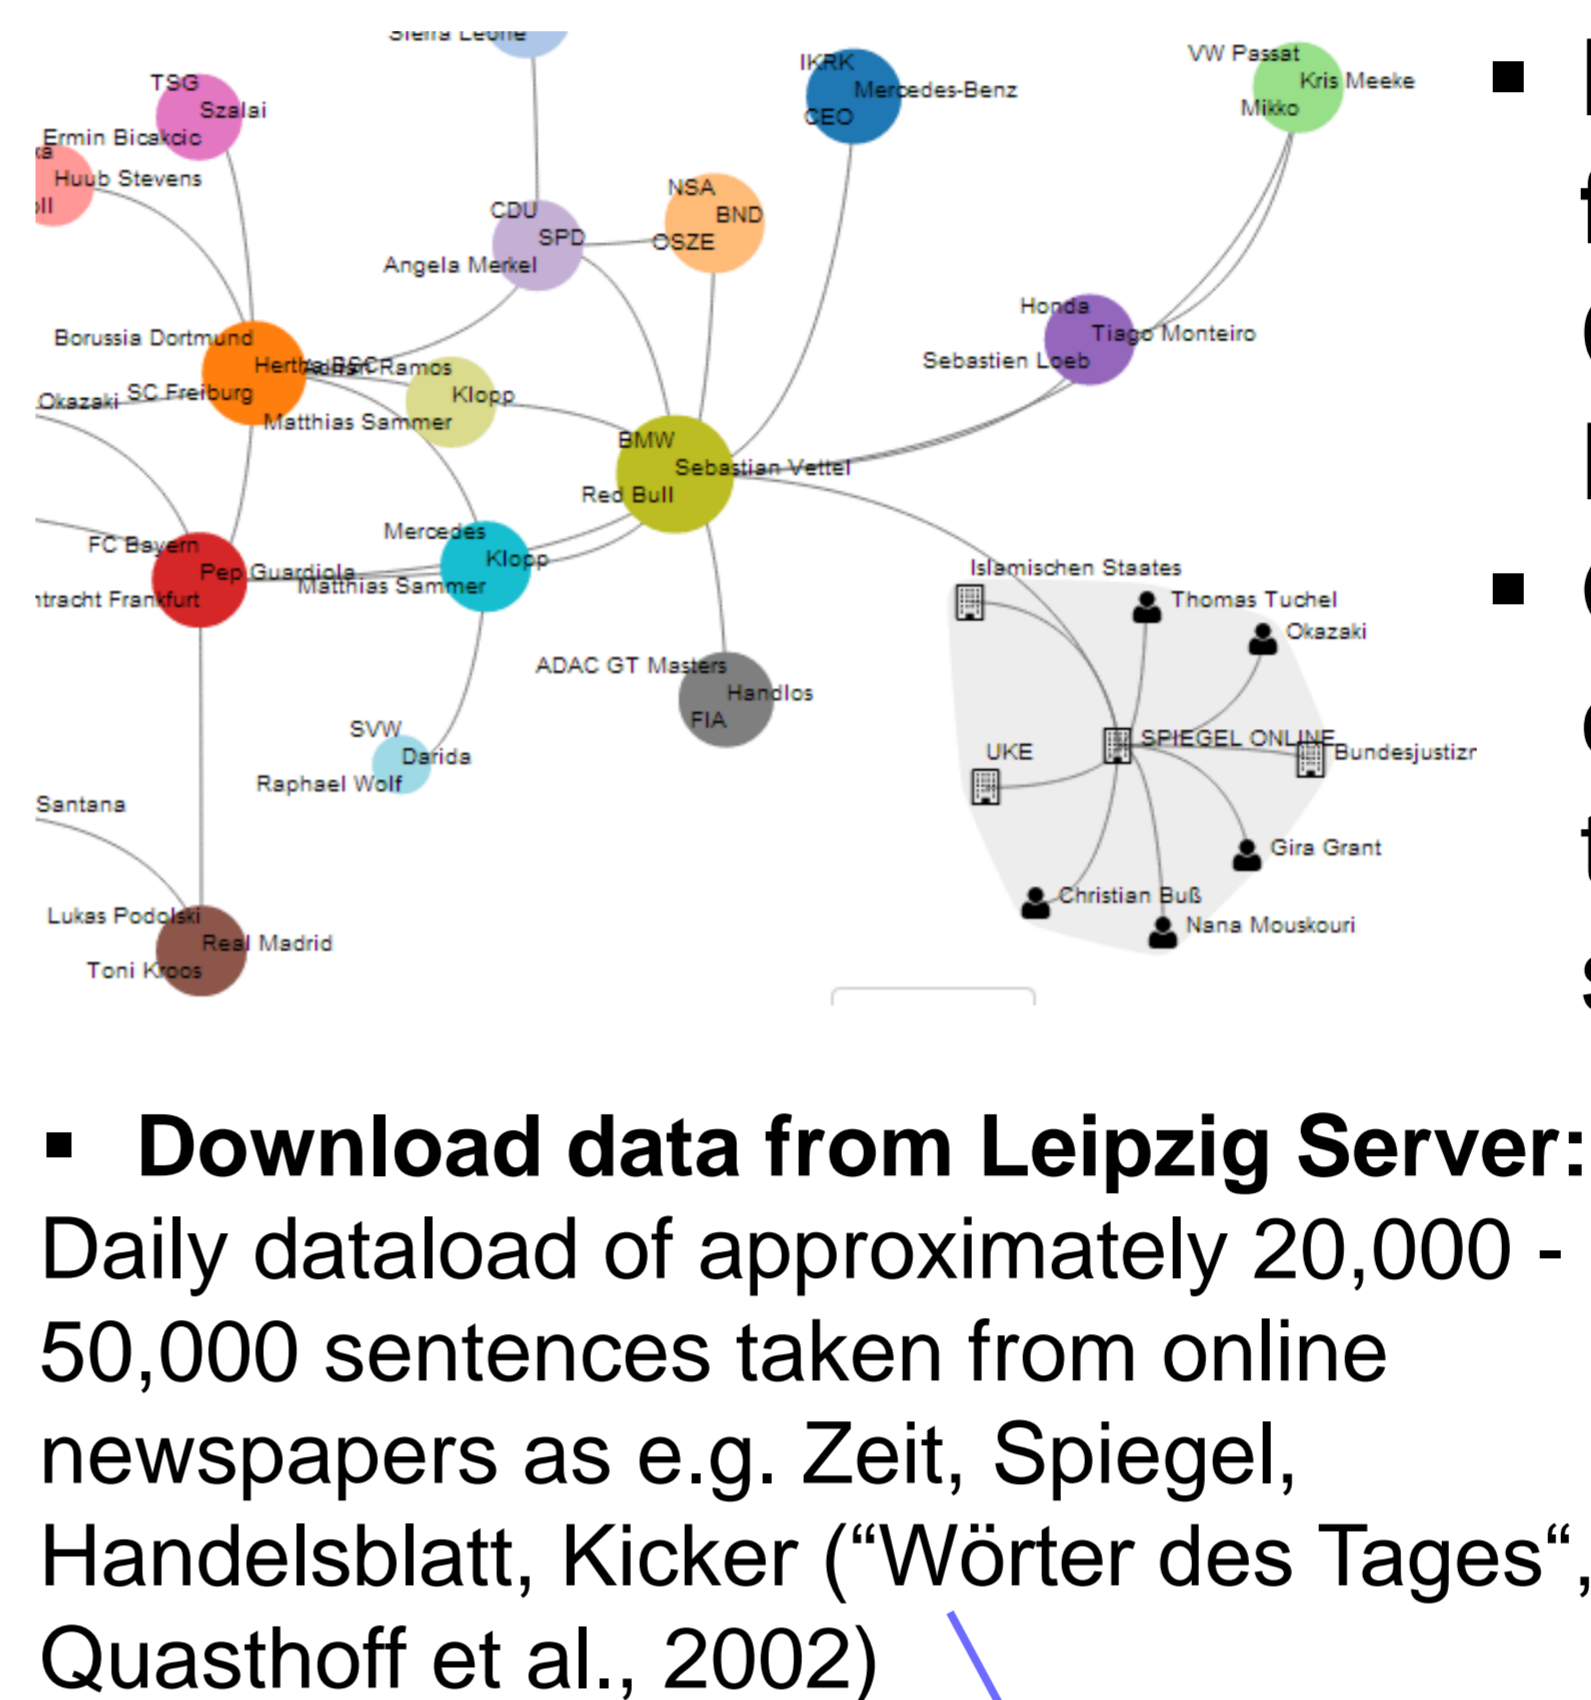 Sierra Leone
TSG
Szalai
Ermin Bicakcic
Huub Stevens
IKRK
Mercedes-Benz
CEO
VW Passat
Kris Meeke
Mikko
NSA
BND
OSZE
CDU
SPD
Angela Merkel
Honda
Tiago Monteiro
Sebastien Loeb
Borussia Dortmund
Hertha BSC
SC Freiburg
Adrian Ramos
Klopp
Matthias Sammer
Okazaki
BMW
Sebastian Vettel
Red Bull
FC Bayern
Pep Guardiola
ntracht Frankfurt
Mercedes
Klopp
Matthias Sammer
Islamischen Staates
Thomas Tuchel
Okazaki
SPIEGEL ONLINE
Bundesjustizr
UKE
Gira Grant
Christian Buß
Nana Mouskouri
ADAC GT Masters
Handlos
FIA
SVW
Darida
Raphael Wolf
Santana
Lukas Podolski
Real Madrid
Toni Kroos
▪ Download data from Leipzig Server:
Daily dataload of approximately 20,000 -
50,000 sentences taken from online
newspapers as e.g. Zeit, Spiegel,
Handelsblatt, Kicker (“Wörter des Tages“,
Quasthoff et al., 2002)